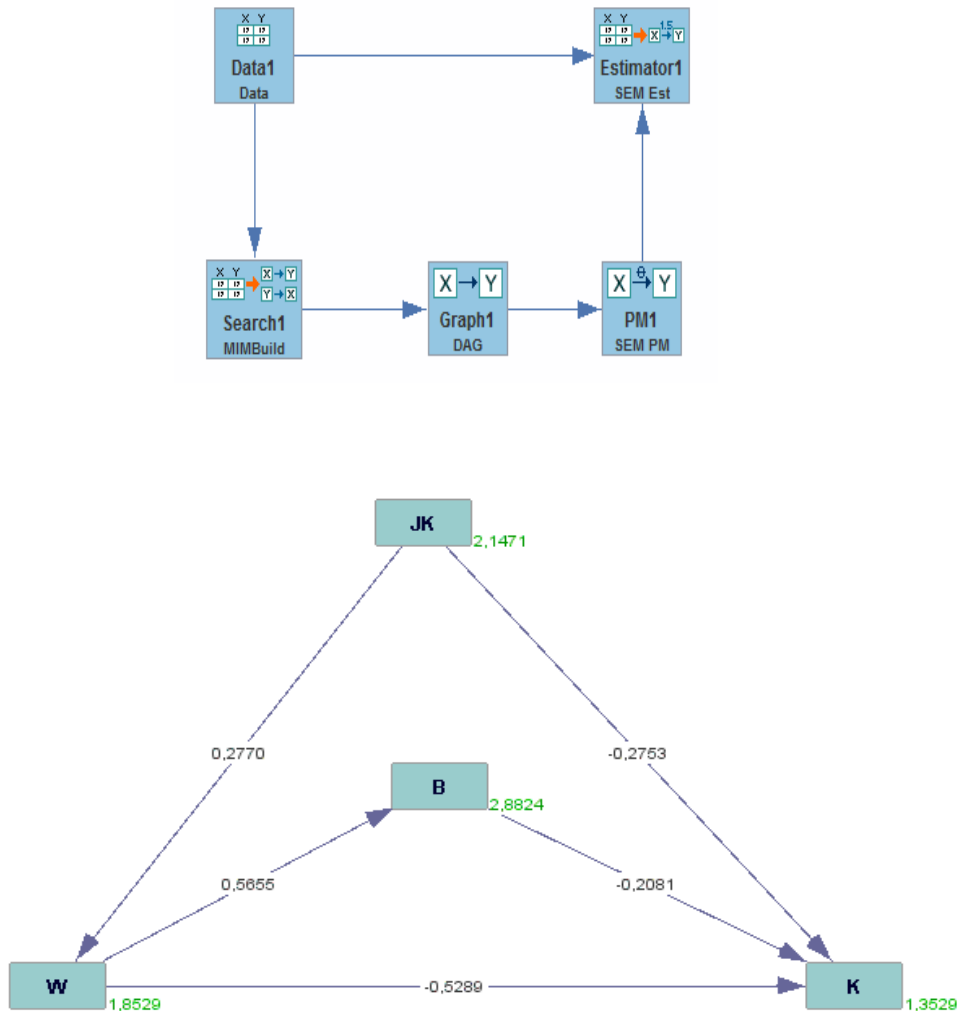 X Y
Data1
Data
X Y
1.5
X Y
Estimator1
SEM Est
X Y
X Y
Y X
Search1
MIMBuild
X Y
Graph1
DAG
θ
X Y
PM1
SEM PM
JK
2,1471
0,2770
-0,2753
B
2,8824
0,5655
-0,2081
W
1,8529
-0,5289
K
1,3529